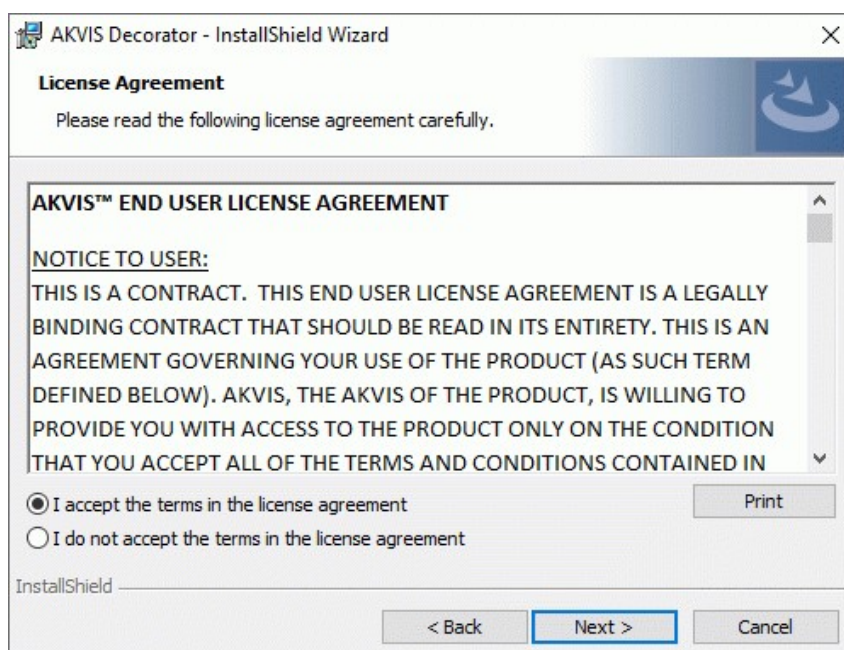 AKVIS Decorator - InstallShield Wizard
License Agreement
Please read the following license agreement carefully.
AKVIS™ END USER LICENSE AGREEMENT
NOTICE TO USER:
THIS IS A CONTRACT.  THIS END USER LICENSE AGREEMENT IS A LEGALLY
BINDING CONTRACT THAT SHOULD BE READ IN ITS ENTIRETY. THIS IS AN
AGREEMENT GOVERNING YOUR USE OF THE PRODUCT (AS SUCH TERM
DEFINED BELOW). AKVIS, THE AKVIS OF THE PRODUCT, IS WILLING TO
PROVIDE YOU WITH ACCESS TO THE PRODUCT ONLY ON THE CONDITION
THAT YOU ACCEPT ALL OF THE TERMS AND CONDITIONS CONTAINED IN
I accept the terms in the license agreement
Print
I do not accept the terms in the license agreement
InstallShield
< Back
Next >
Cancel